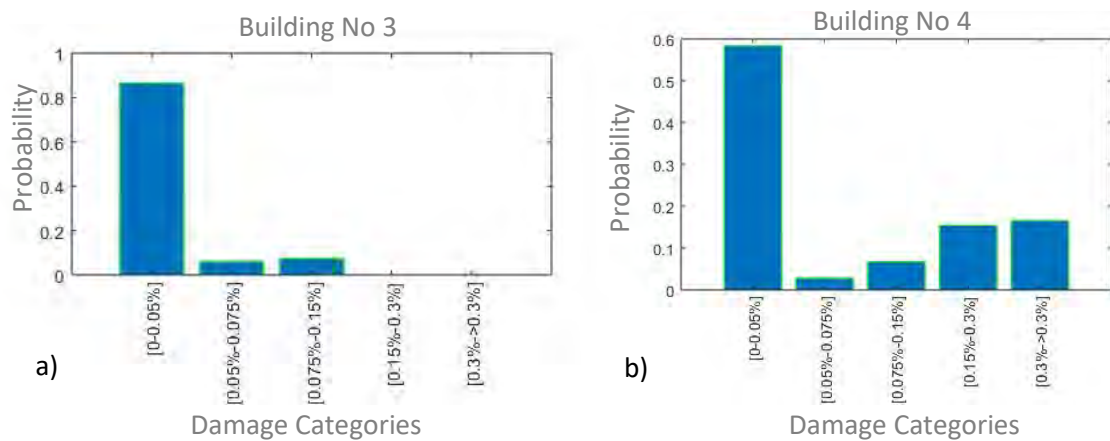 Building No 3
Probability
1
0.8
0.6
0.4
0.2
0
[0-0.05%]
[0.05%-0.075%]
[0.075%-0.15%]
[0.15%-0.3%]
[0.3%->0.3%]
a)
Damage Categories
Building No 4
Probability
0.6
0.5
0.4
0.3
0.2
0.1
0
[0-0.05%]
[0.05%-0.075%]
[0.075%-0.15%]
[0.15%-0.3%]
[0.3%->0.3%]
b)
Damage Categories